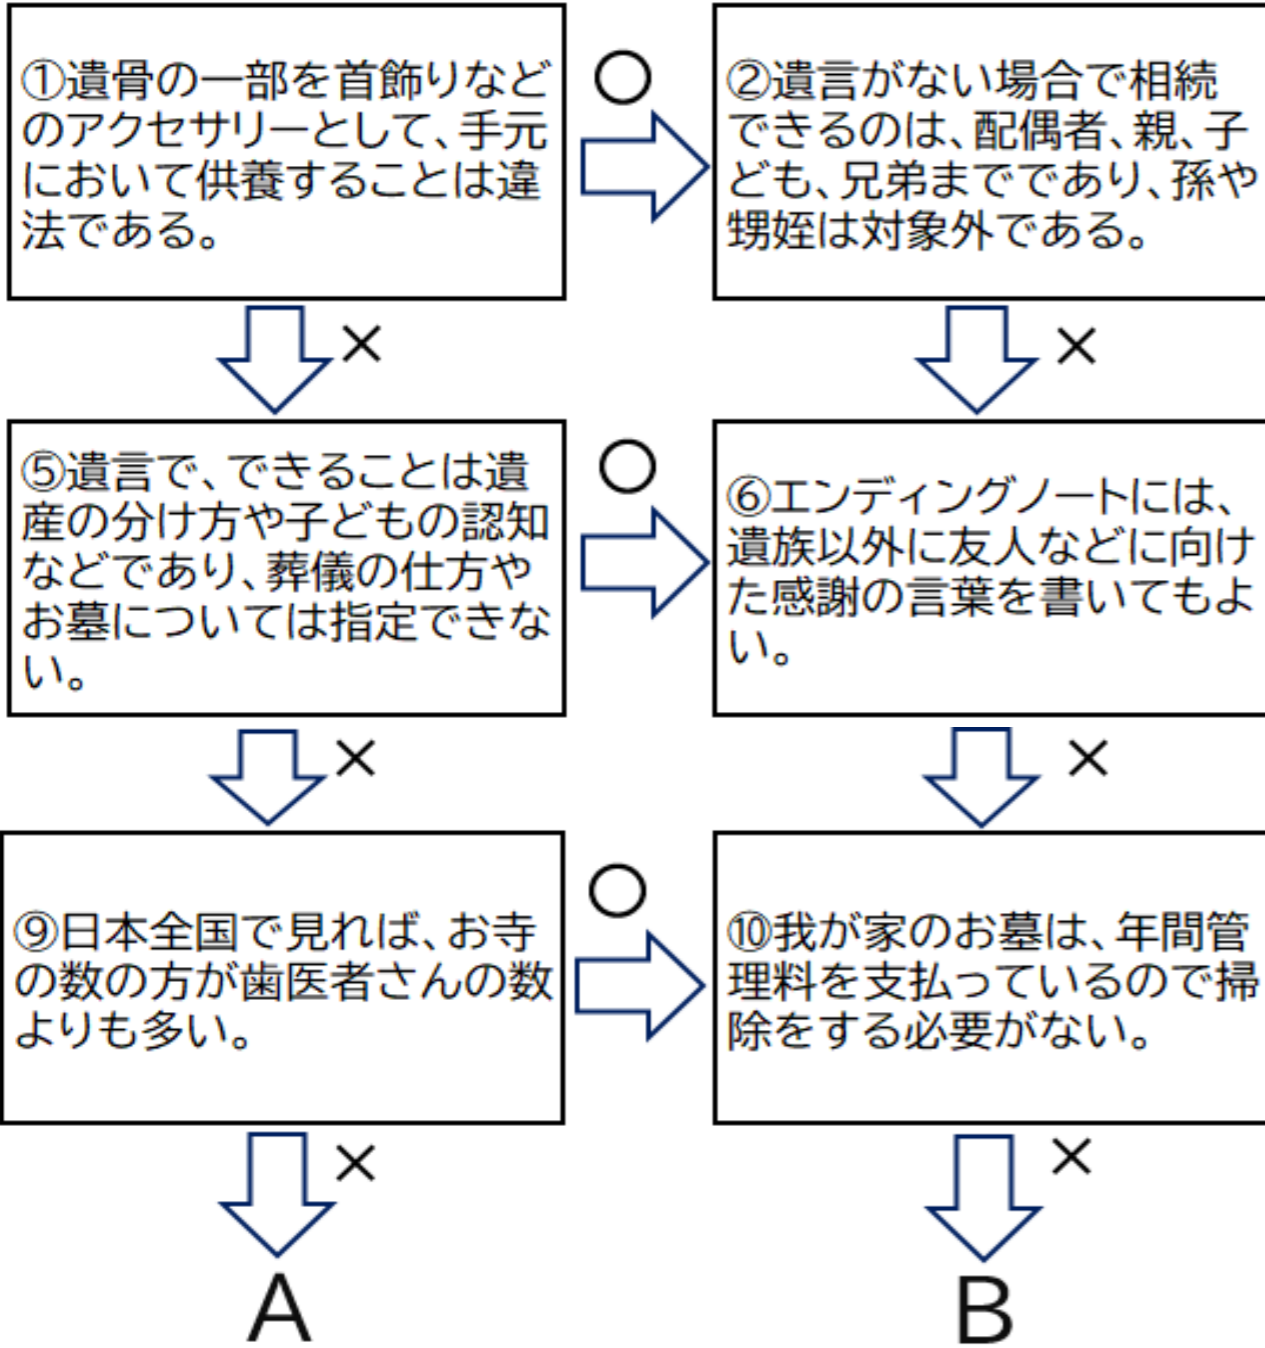 ①遺骨の一部を首飾りなど
のアクセサリーとして、手元
において供養することは違
法である。
○
②遺言がない場合で相続
できるのは、配偶者、親、子
ども、兄弟までであり、孫や
甥姪は対象外である。
×
×
⑤遺言で、できることは遺
産の分け方や子どもの認知
などであり、葬儀の仕方や
お墓については指定できな
い。
○
⑥エンディングノートには、
遺族以外に友人などに向け
た感謝の言葉を書いてもよ
い。
×
×
⑨日本全国で見れば、お寺
の数の方が歯医者さんの数
よりも多い。
○
⑩我が家のお墓は、年間管
理料を支払っているので掃
除をする必要がない。
×
×
A
B